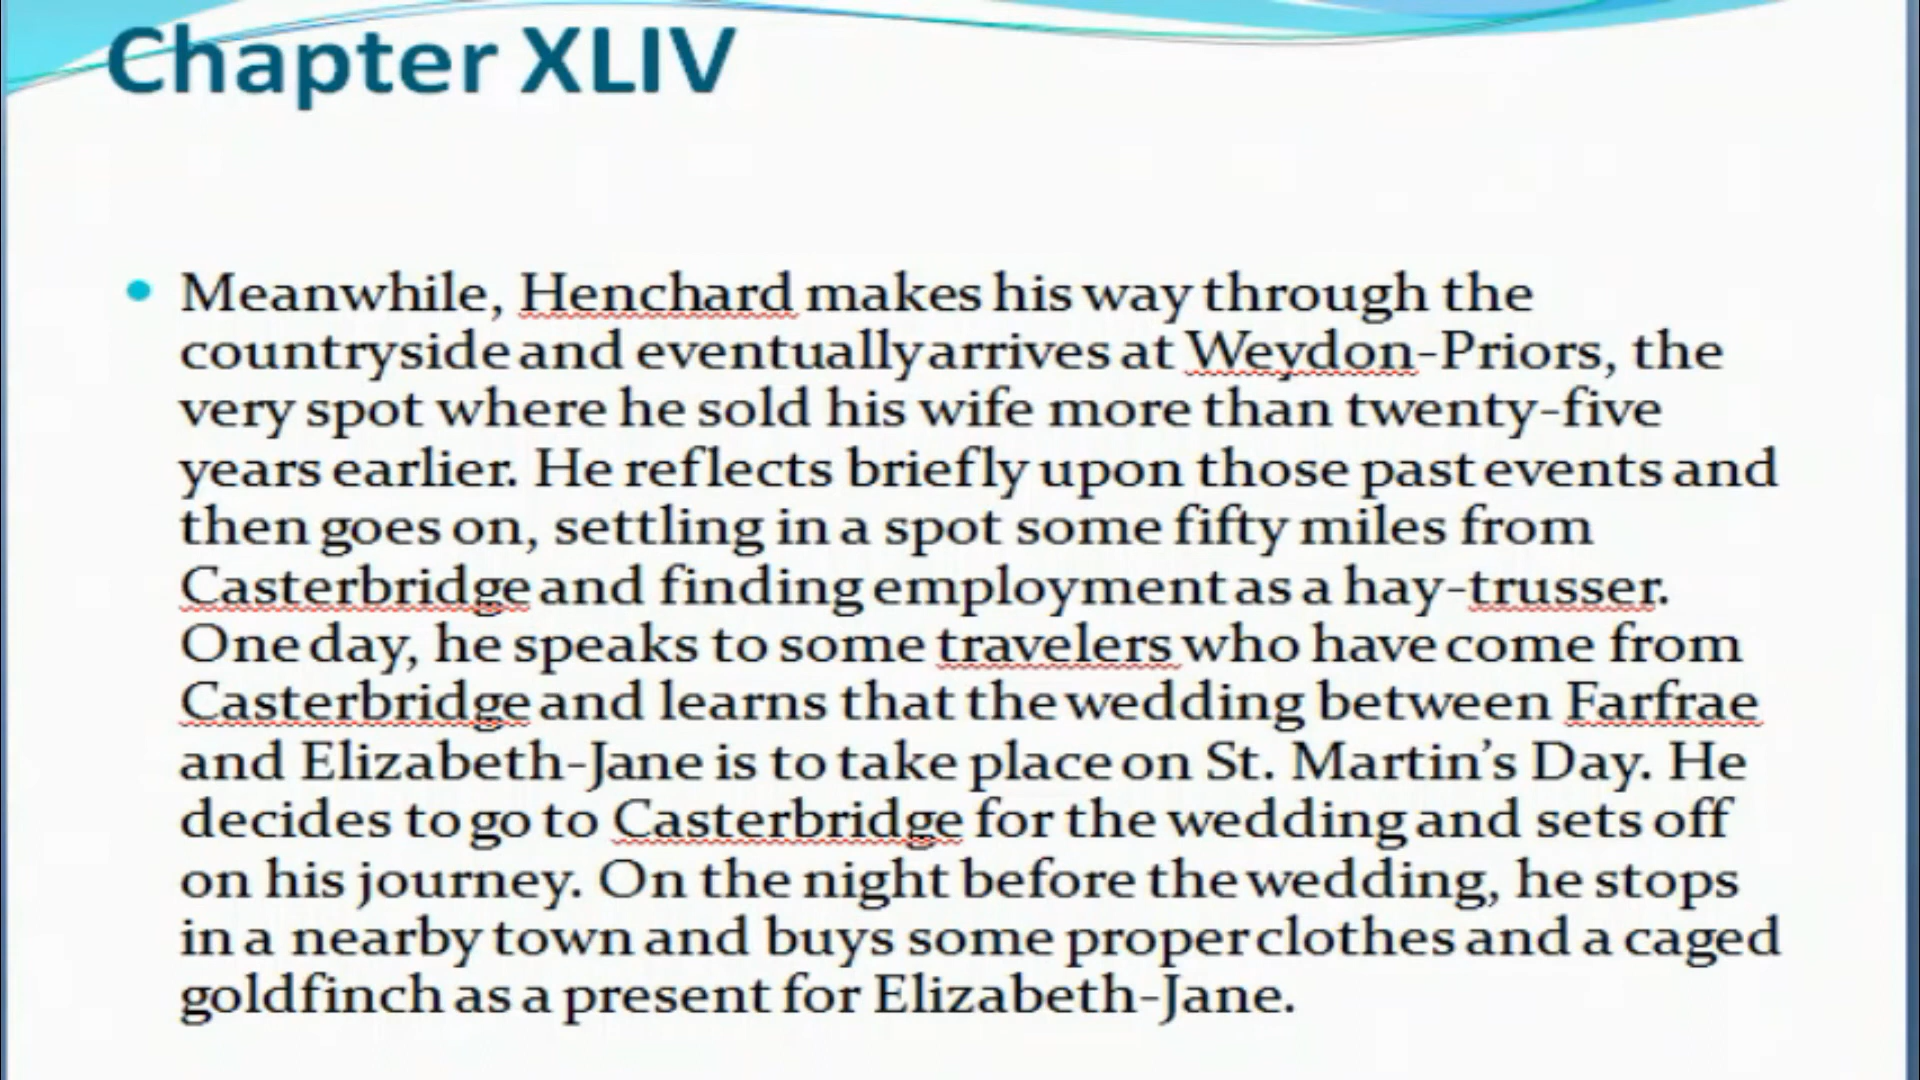 Chapter XLIV
• Meanwhile, Henchard makes his way through the
countryside and eventually arrives at Weydon-Priors, the
very spot where he sold his wife more than twenty-five
years earlier. He reflects briefly upon those past events and
then goes on, settling in a spot some fifty miles from
Casterbridge and finding employment as a hay-trusser.
One day, he speaks to some travelers who have come from
Casterbridge and learns that the wedding between Farfrae
and Elizabeth-Jane is to take place on St. Martin’s Day. He
decides to go to Casterbridge for the wedding and sets off
on his journey. On the night before the wedding, he stops
in a nearby town and buys some proper clothes and a caged
goldfinch as a present for Elizabeth-Jane.